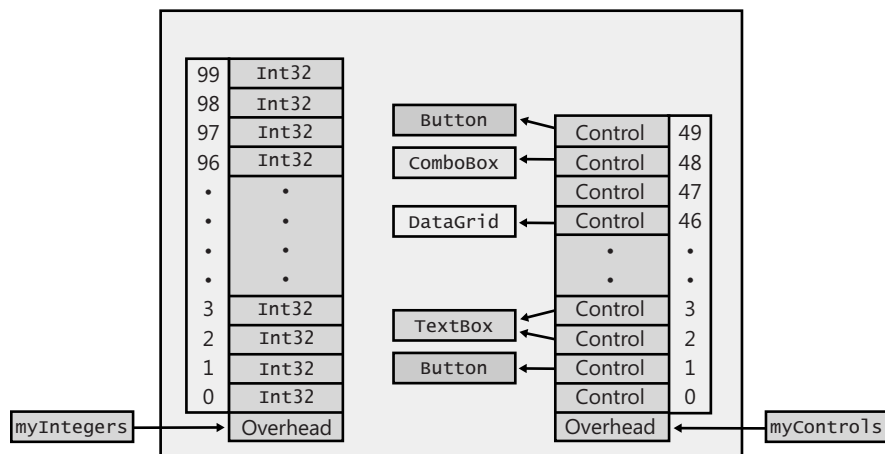 99 Int32
98 Int32
97 Int32
96 Int32
3 Int32
2 Int32
1 Int32
0 Int32
myIntegers Overhead
Button
ComboBox
DataGrid
TextBox
Button
Control 49
Control 48
Control 47
Control 46
Control 3
Control 2
Control 1
Control 0
Overhead myControls